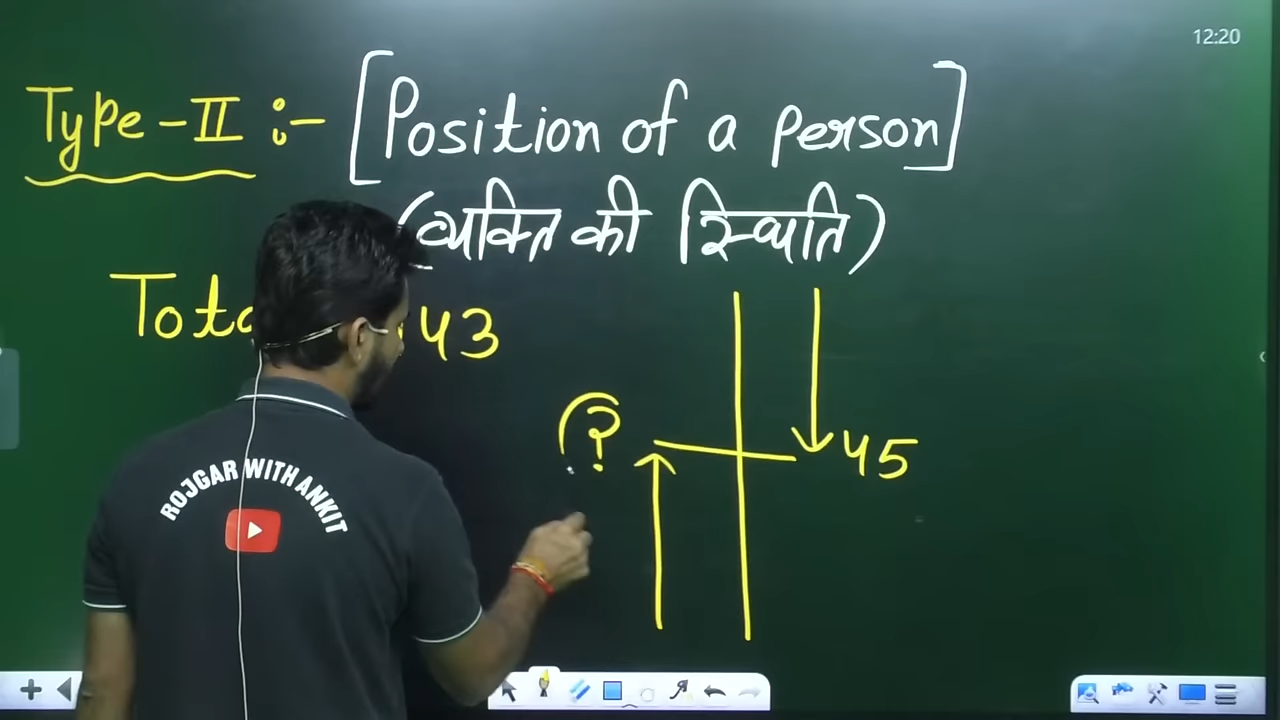 12:20
Type-II :- [Position of a person]
(व्यक्ति की स्थिति)
43
?
45
ROJGAR WITH ANKIT